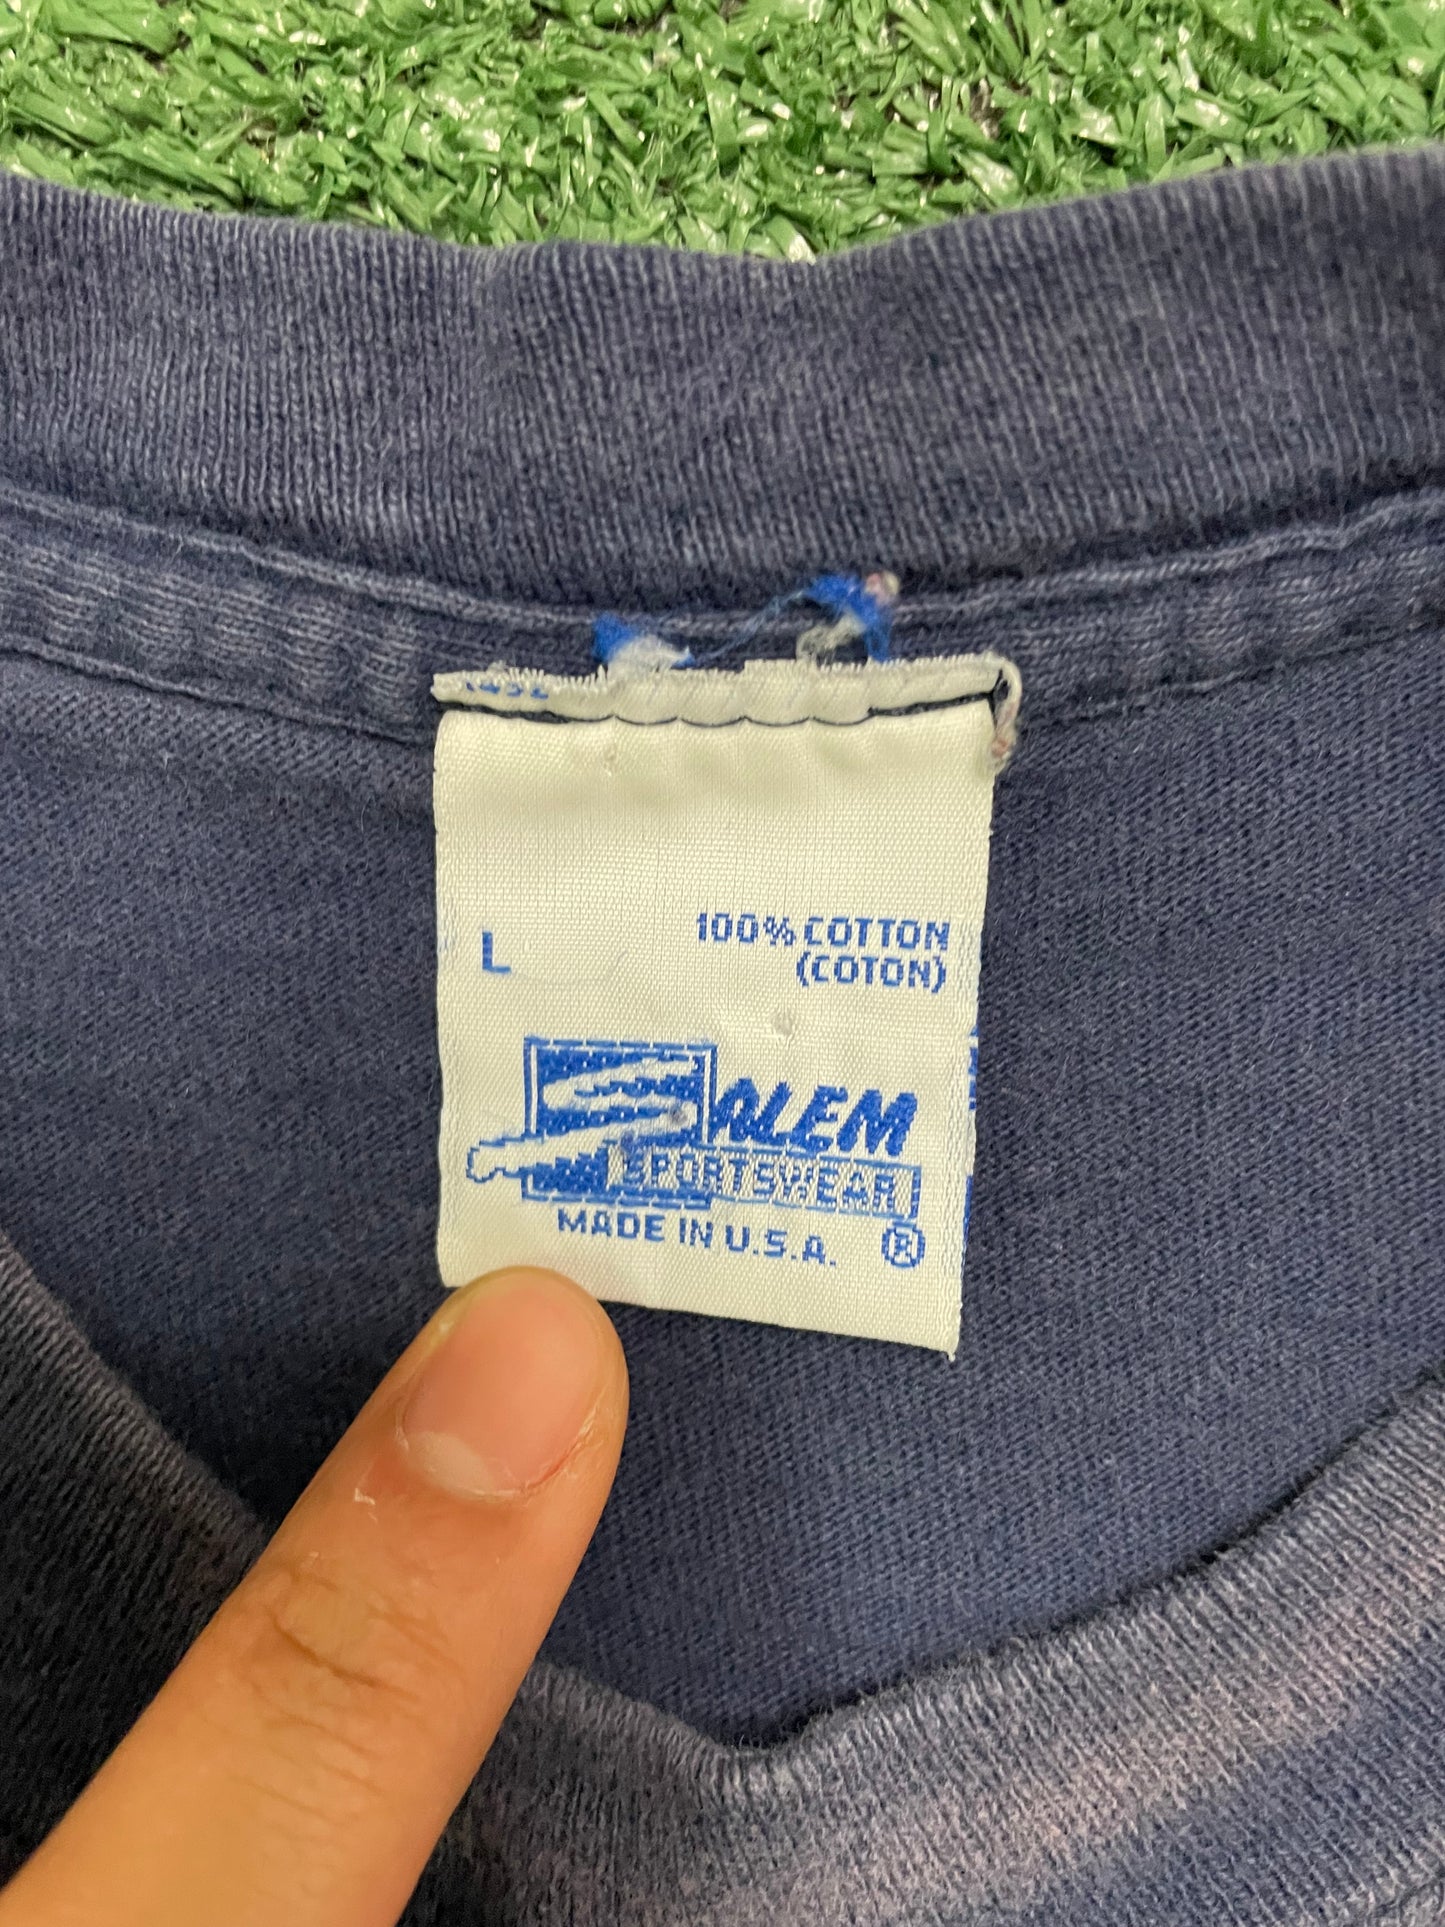 L
100% COTTON
(COTON)
SALEM
SPORTSWEAR
MADE IN U.S.A. ®